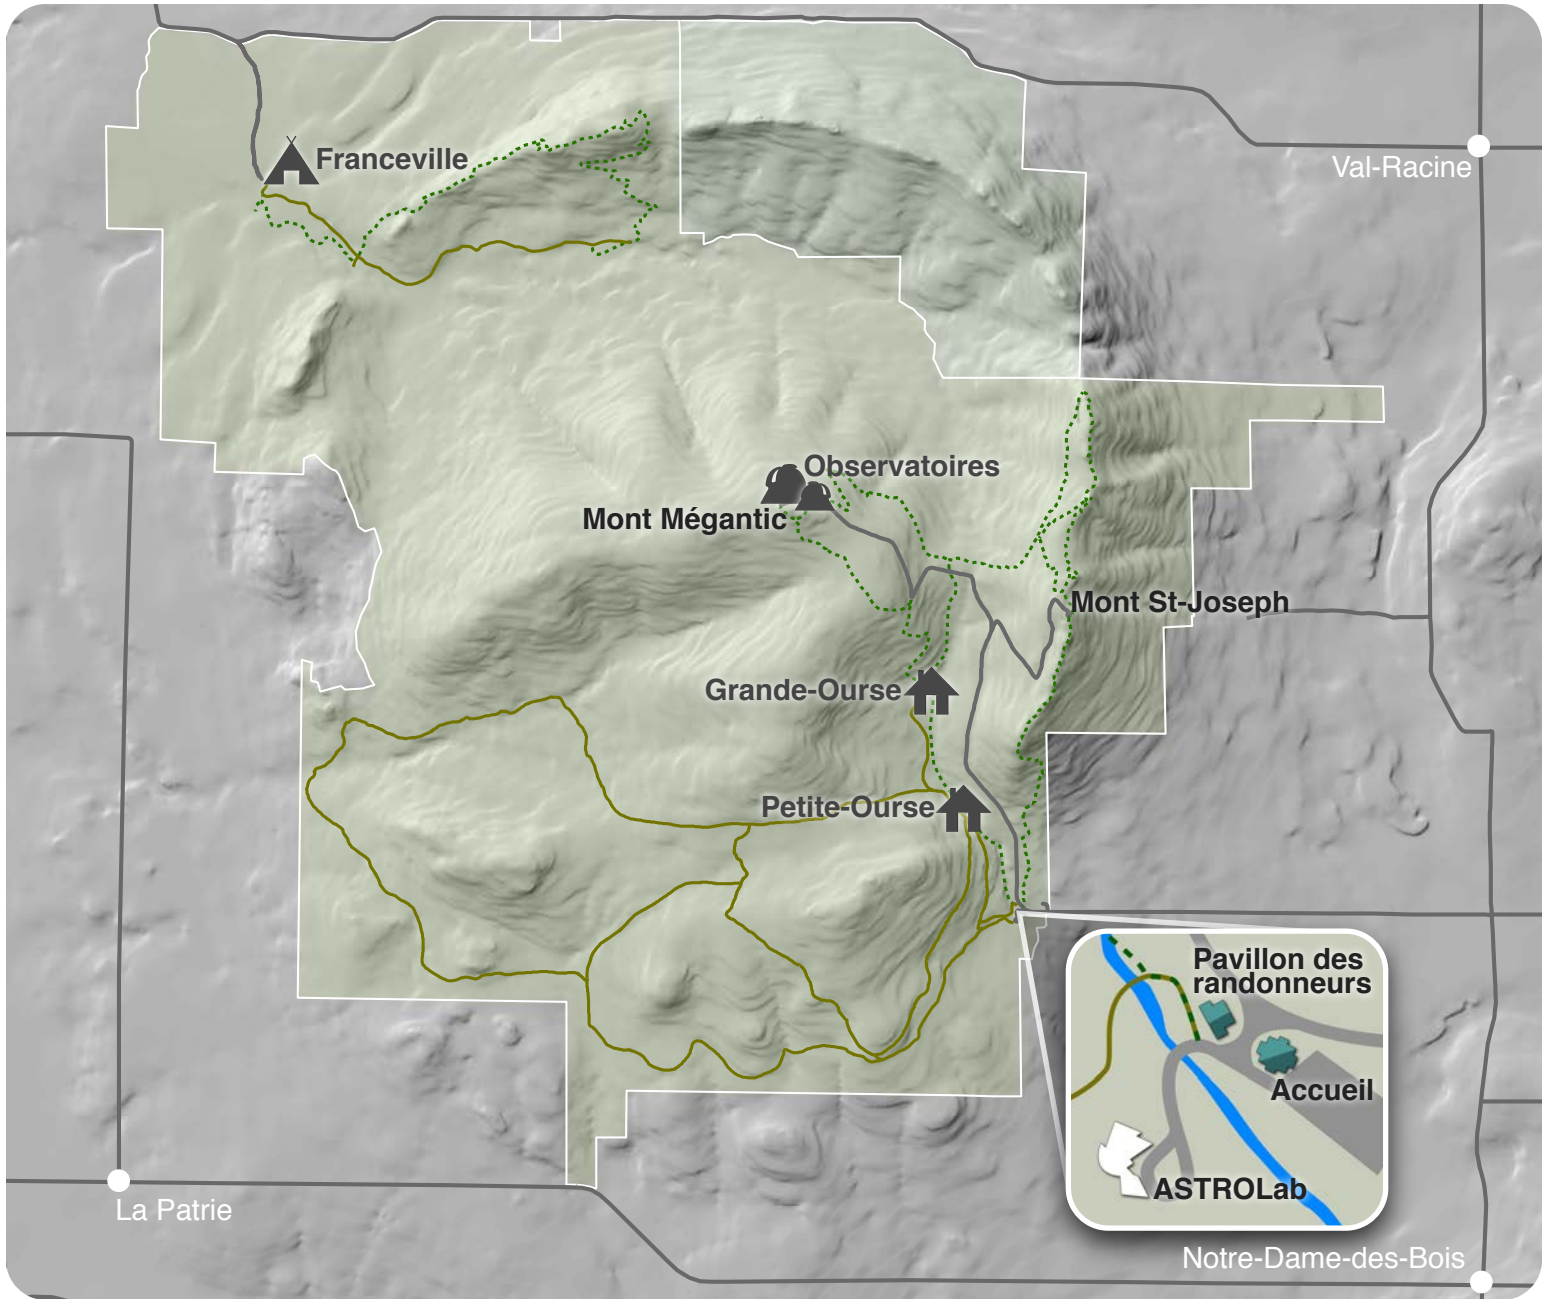 Franceville
Val-Racine
Observatoires
Mont Mégantic
Mont St-Joseph
Grande-Ourse
Petite-Ourse
Pavillon des
randonneurs
Accueil
ASTROLab
La Patrie
Notre-Dame-des-Bois